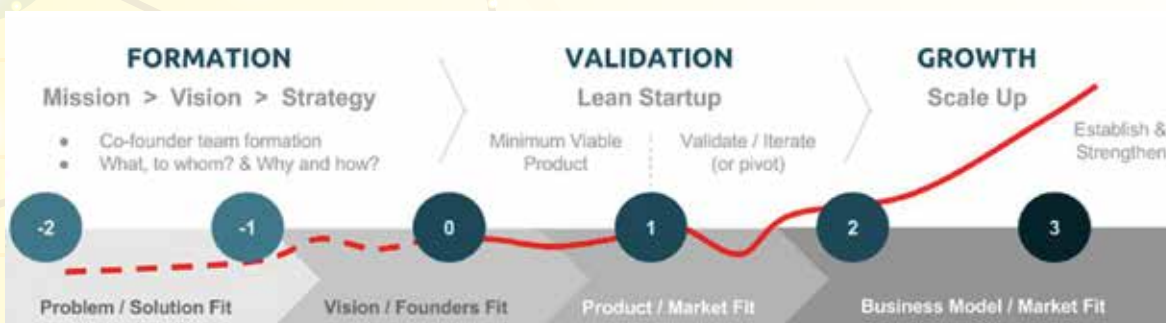 FORMATION
Mission > Vision > Strategy
• Co-founder team formation
• What, to whom? & Why and how?
VALIDATION
Lean Startup
Minimum Viable
Product
Validate / Iterate
(or pivot)
GROWTH
Scale Up
Establish &
Strengthen
-2
-1
0
1
2
3
Problem / Solution Fit
Vision / Founders Fit
Product / Market Fit
Business Model / Market Fit